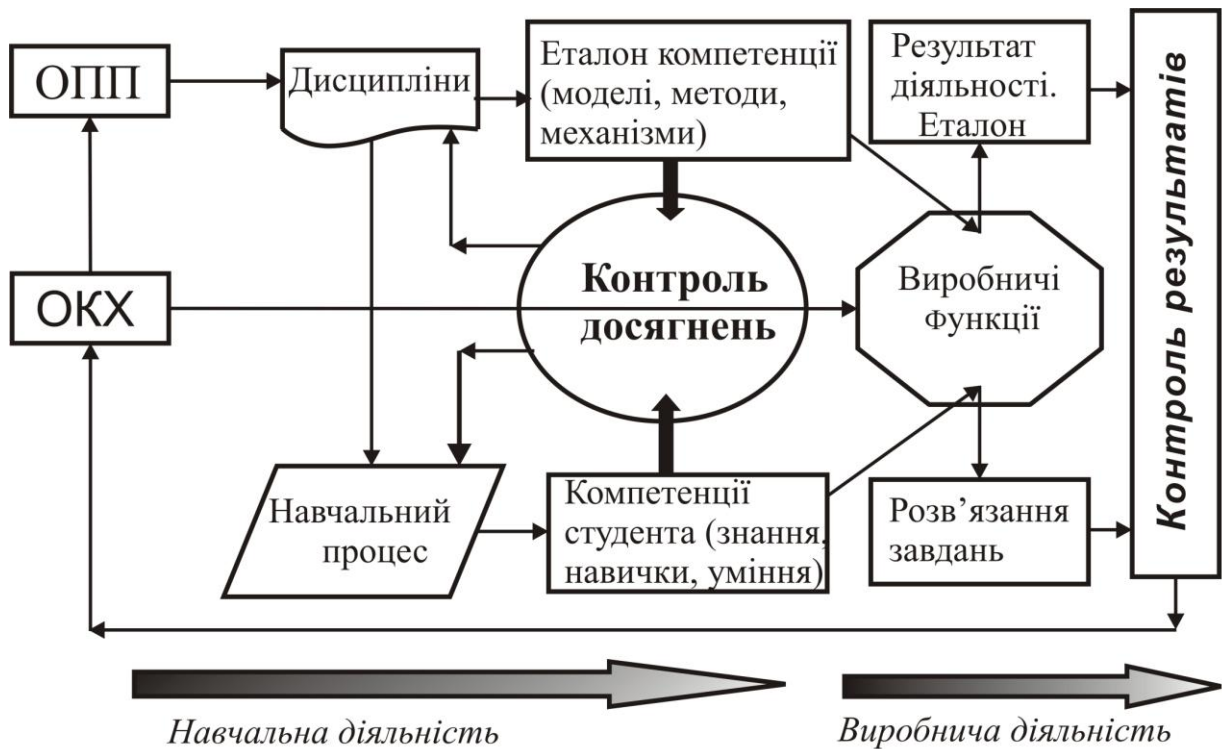 ОПП
Дисципліни
Еталон компетенції
(моделі, методи,
механізми)
Результат
діяльності.
Еталон
Контроль результатів
ОКХ
Контроль
досягнень
Виробничі
функції
Навчальний
процес
Компетенції
студента (знання,
навички, уміння)
Розв’язання
завдань
Навчальна діяльність
Виробнича діяльність